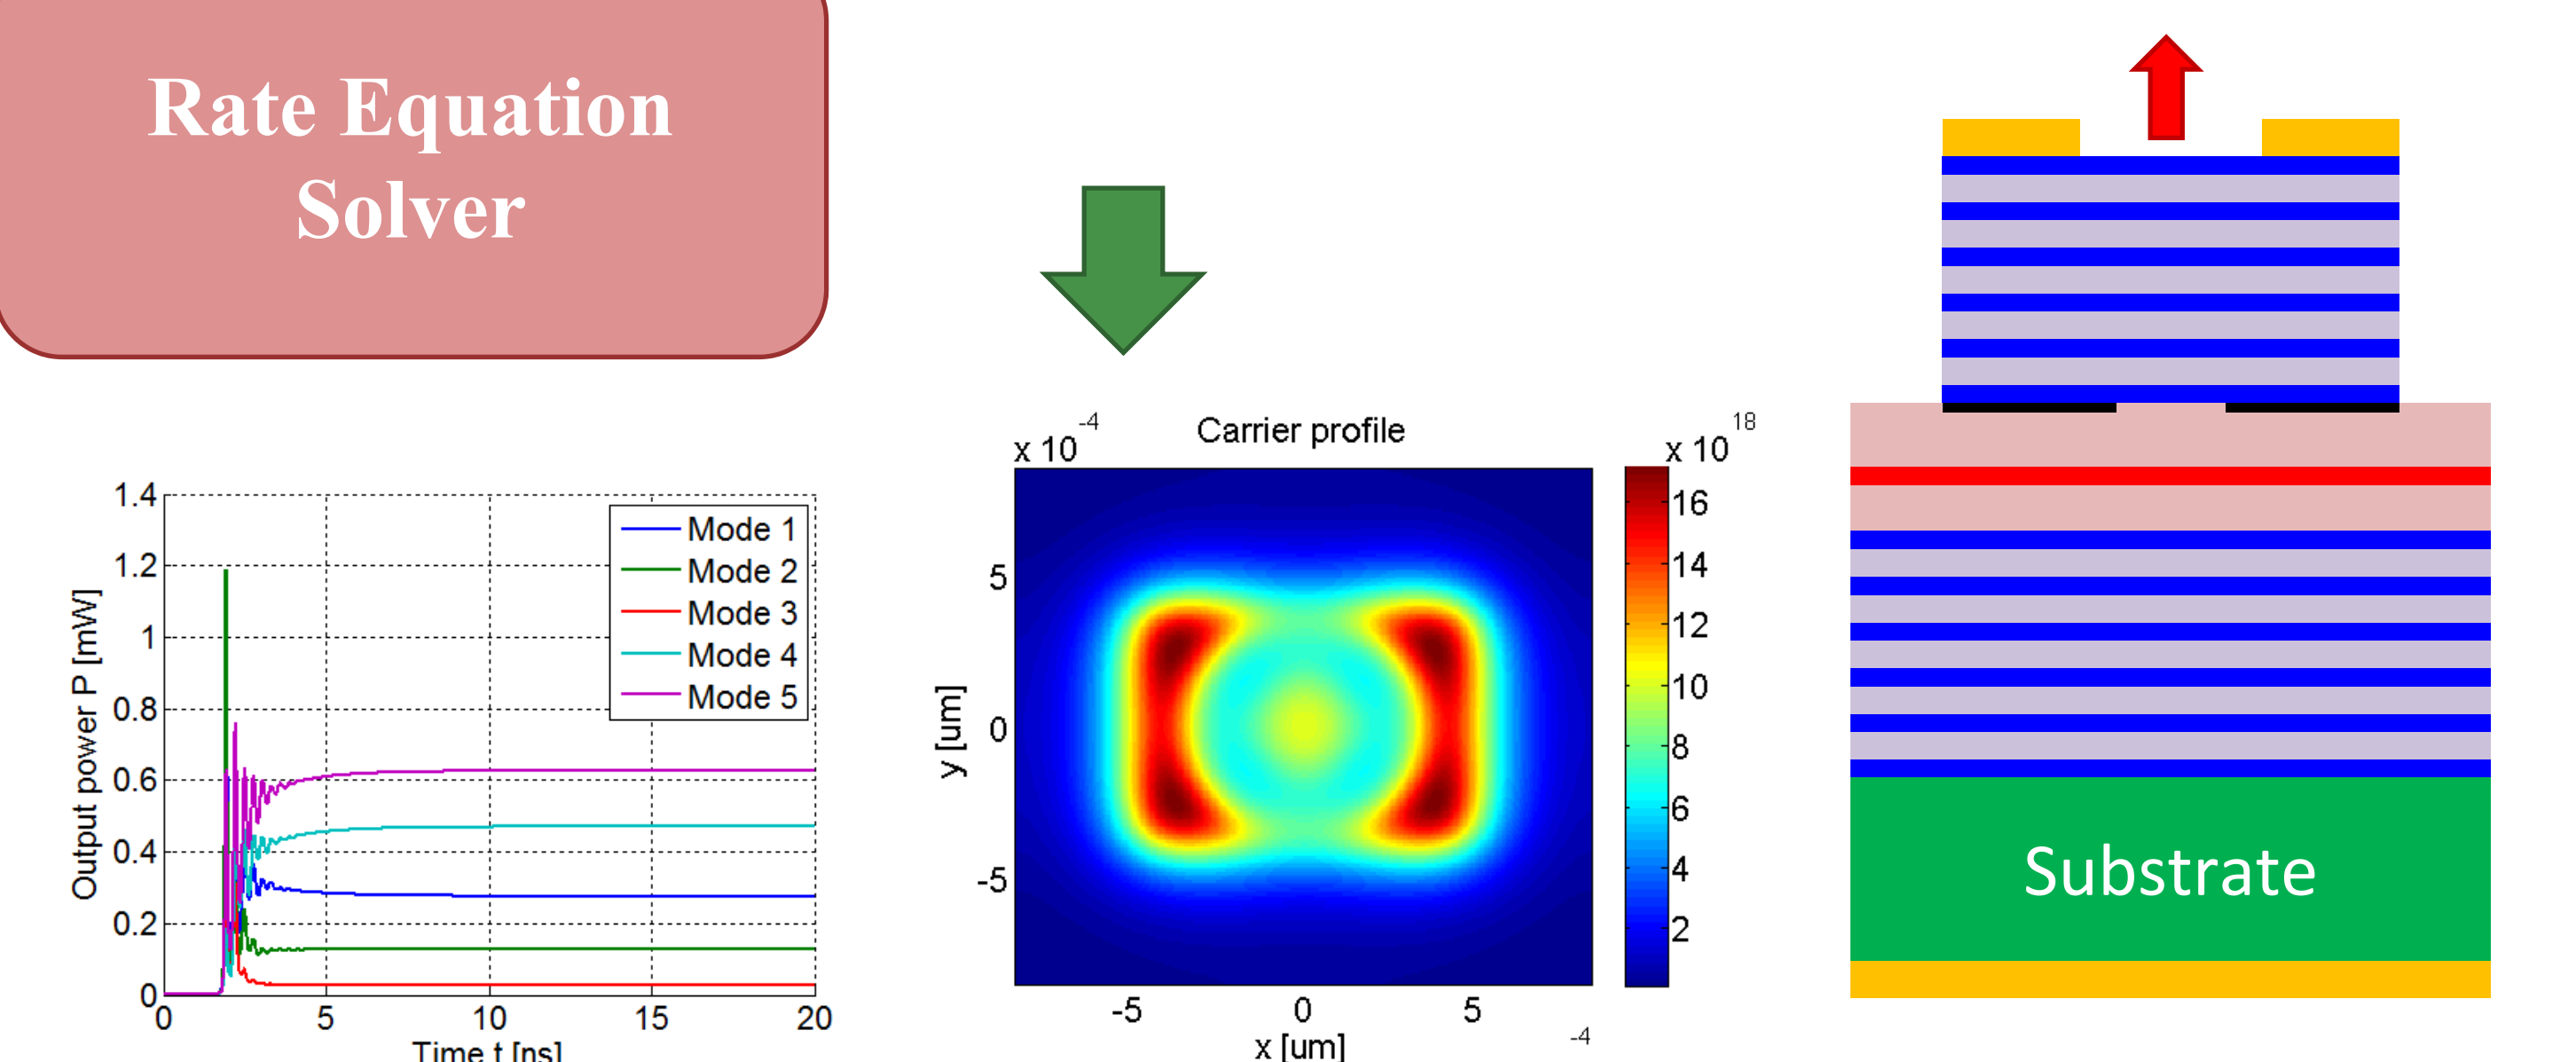 Rate Equation
Solver
1.4
1.2
1
0.8
0.6
0.4
0.2
0
Output power P [mW]
Mode 1
Mode 2
Mode 3
Mode 4
Mode 5
0 5 10 15 20
Time t [ns]
x 10 -4
Carrier profile
x 10 18
5
0
-5
y [um]
-5 0 5
x [um]
-4
16
14
12
10
8
6
4
2
Substrate